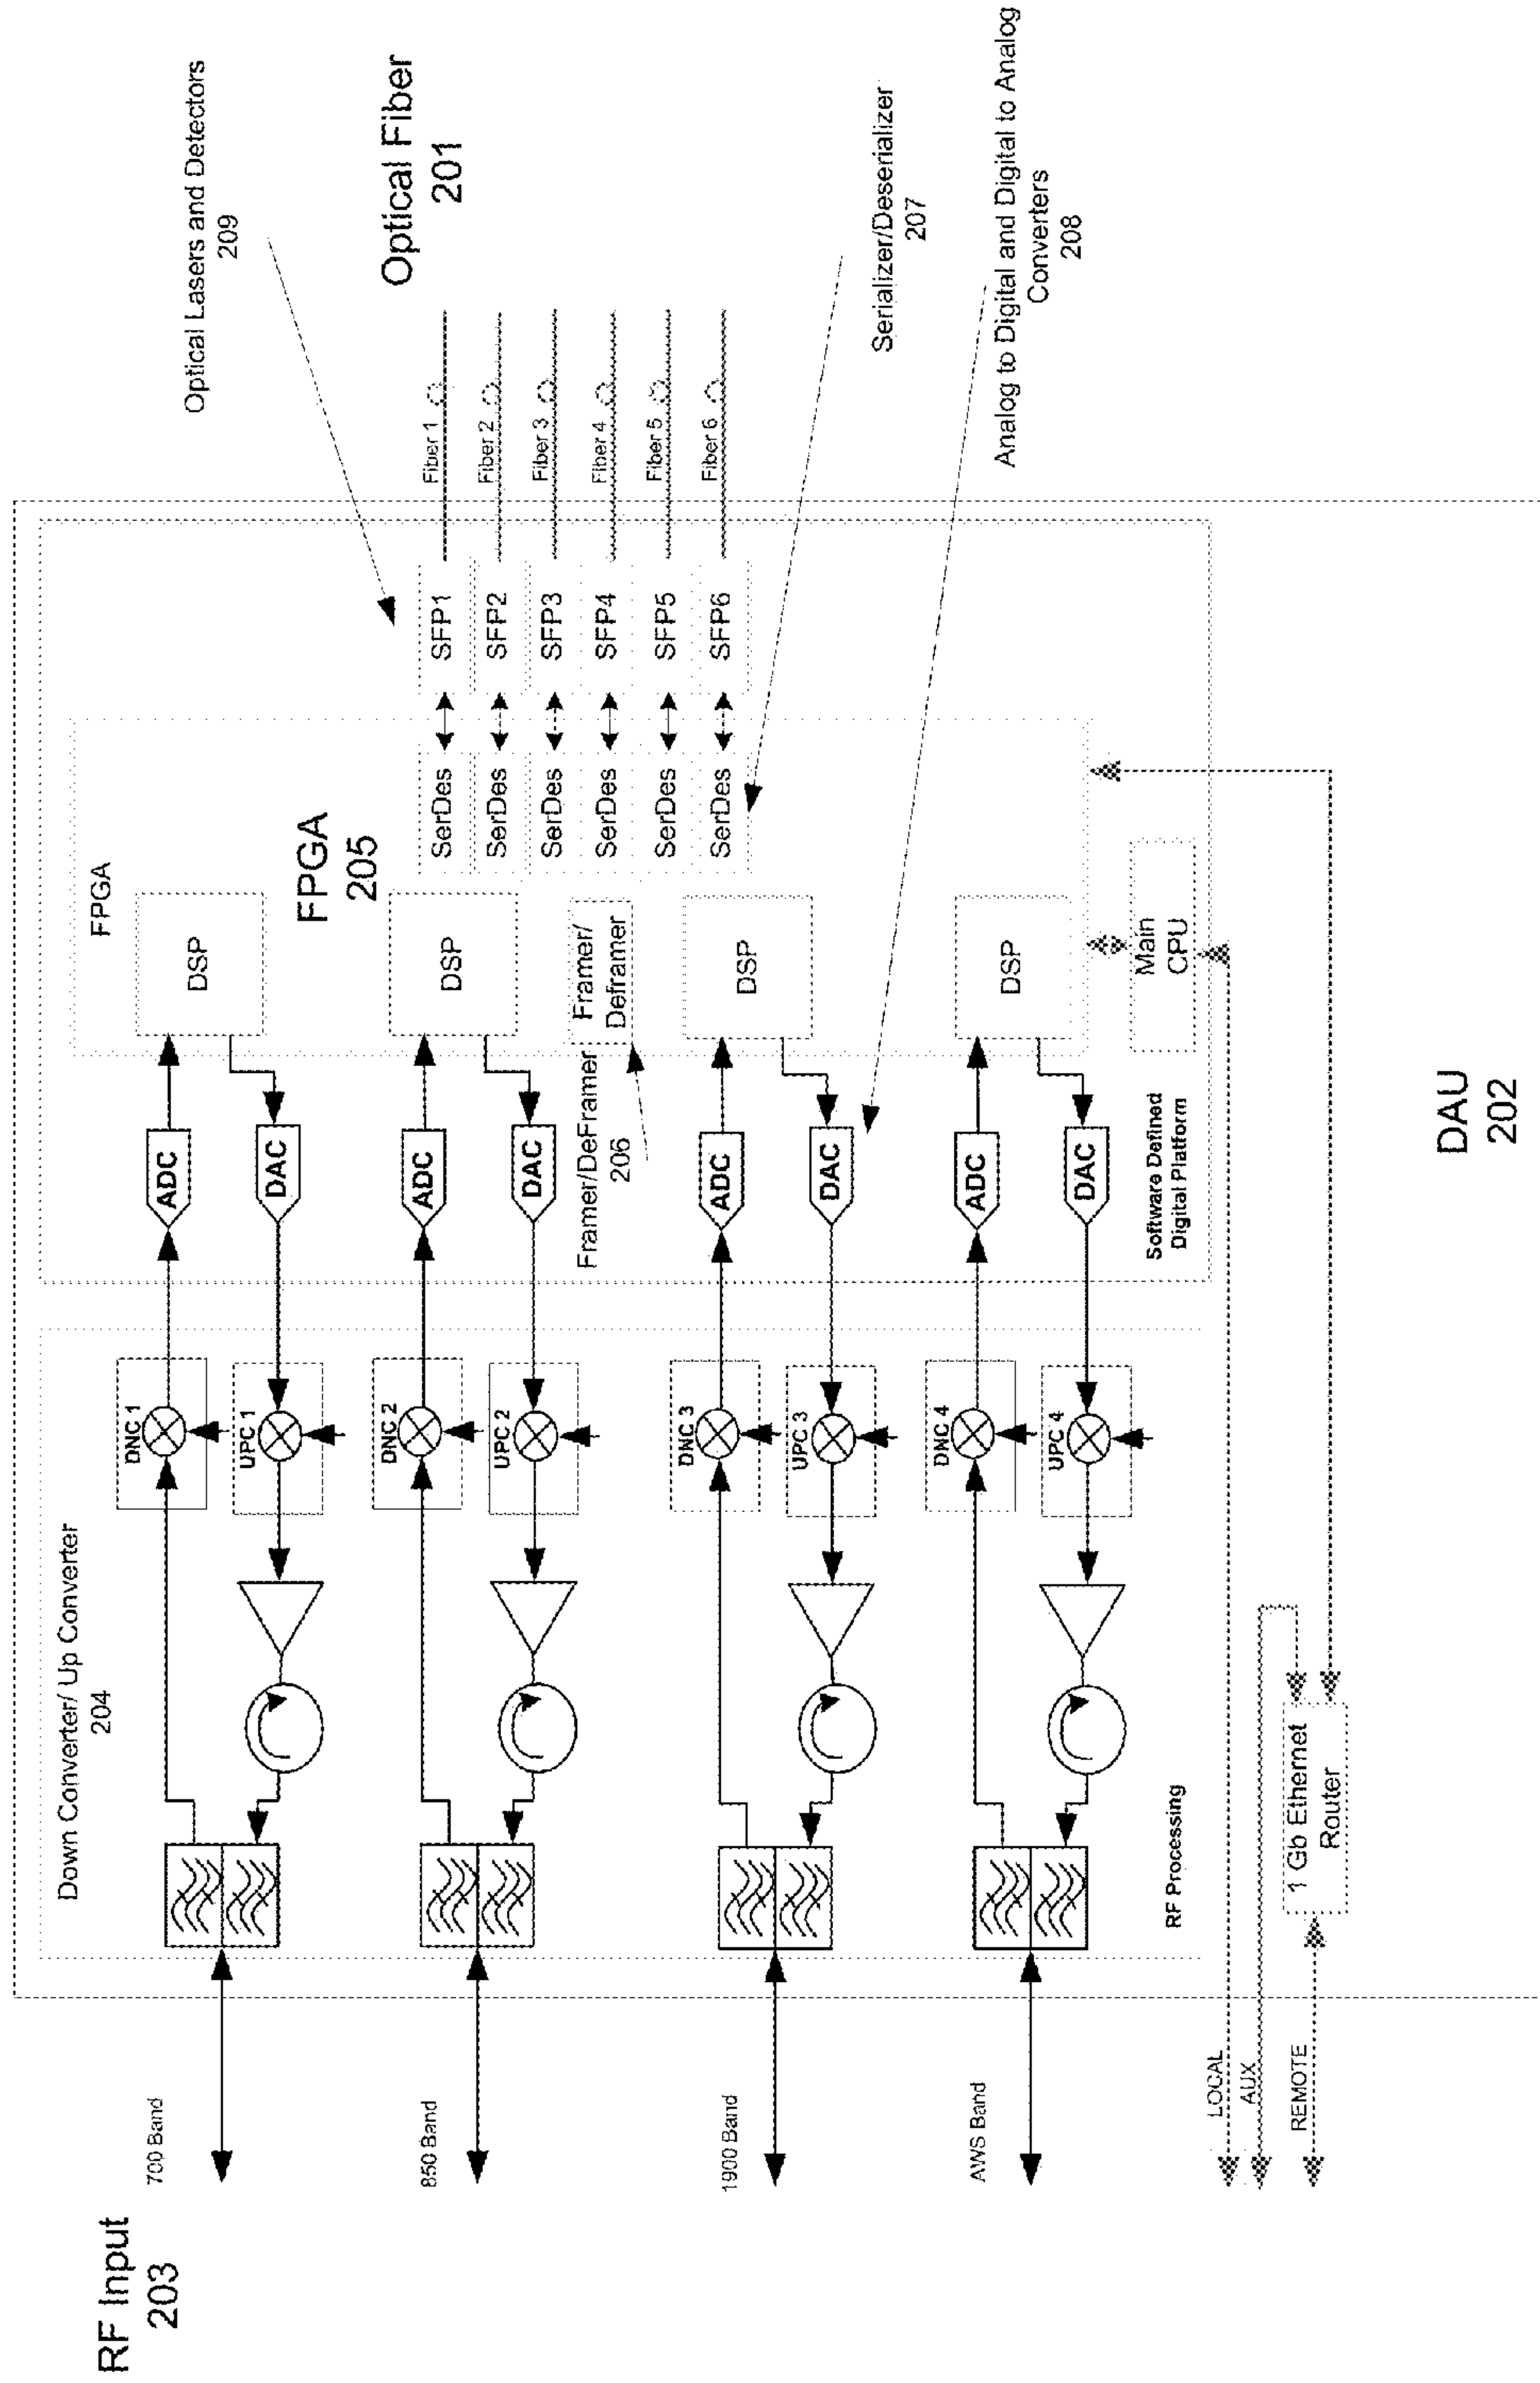 RF Input
203
700 Band
850 Band
1900 Band
AWS Band
LOCAL
AUX
REMOTE
Down Converter/ Up Converter
204
DNC 1
UPC 1
DNC 2
UPC 2
DNC 3
UPC 3
DNC 4
UPC 4
RF Processing
1 Gb Ethernet
Router
ADC
DAC
ADC
DAC
ADC
DAC
ADC
DAC
Framer/DeFramer
206
Software Defined
Digital Platform
FPGA
DSP
FPGA
205
DSP
Framer/
Deframer
DSP
DSP
Main
CPU
SerDes
SerDes
SerDes
SerDes
SerDes
SerDes
SFP1
SFP2
SFP3
SFP4
SFP5
SFP6
Fiber 1
Fiber 2
Fiber 3
Fiber 4
Fiber 5
Fiber 6
Optical Lasers and Detectors
209
Optical Fiber
201
Serializer/Deserializer
207
Analog to Digital and Digital to Analog
Converters
208
DAU
202